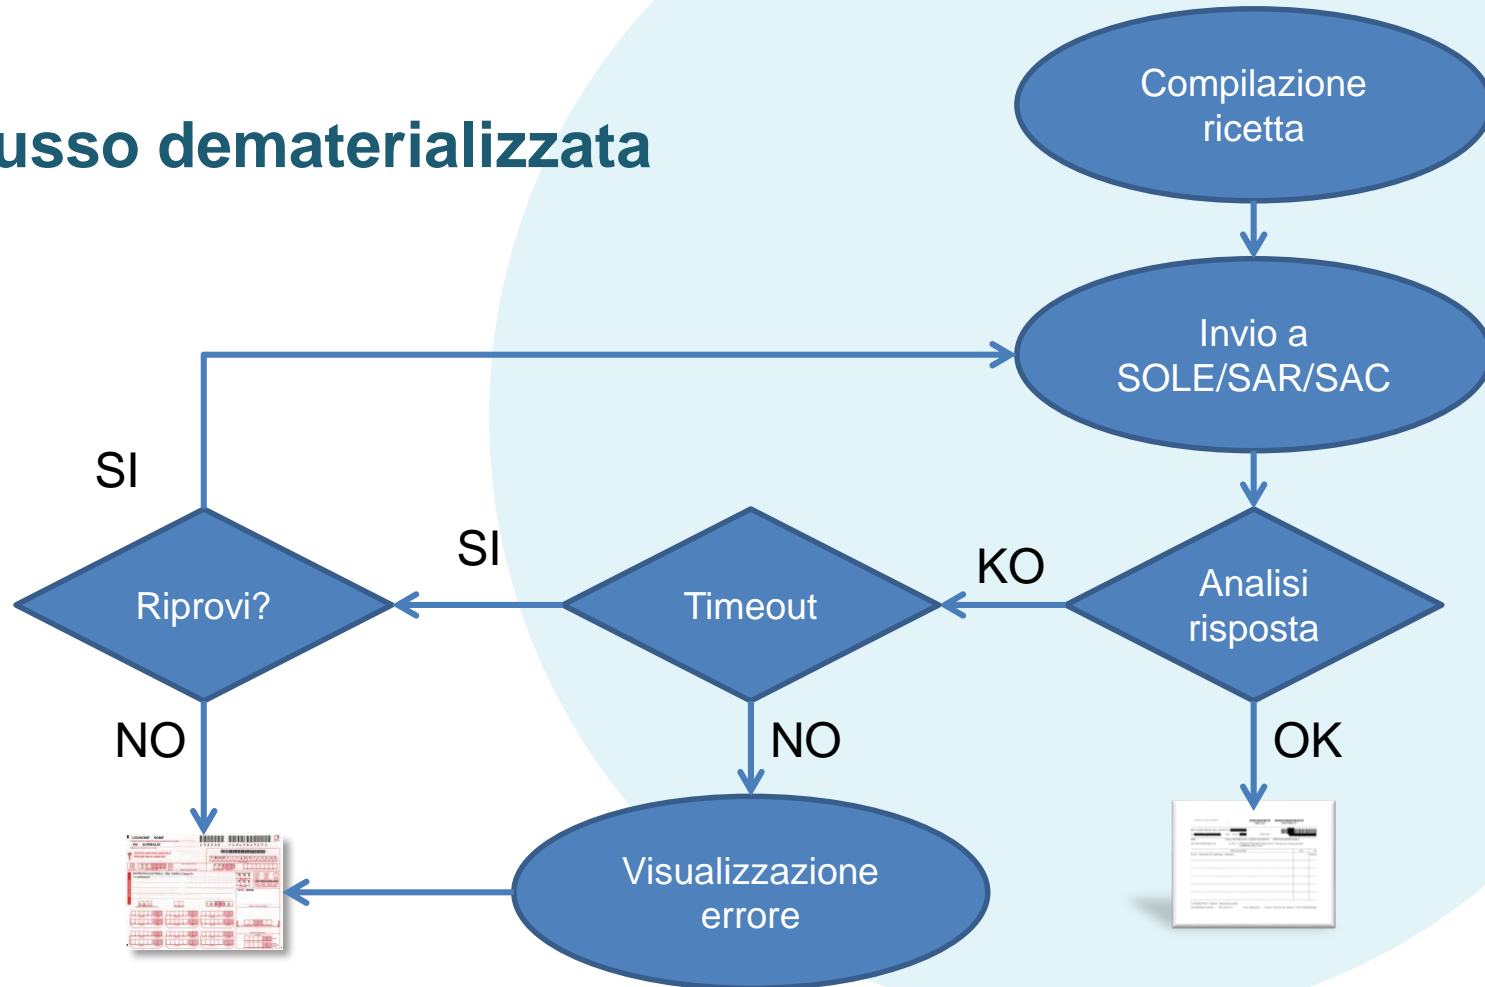 usso dematerializzata
Compilazione
ricetta
Invio a
SOLE/SAR/SAC
SI
SI
KO
Riprovi?
Timeout
Analisi
risposta
NO
NO
OK
Visualizzazione
errore